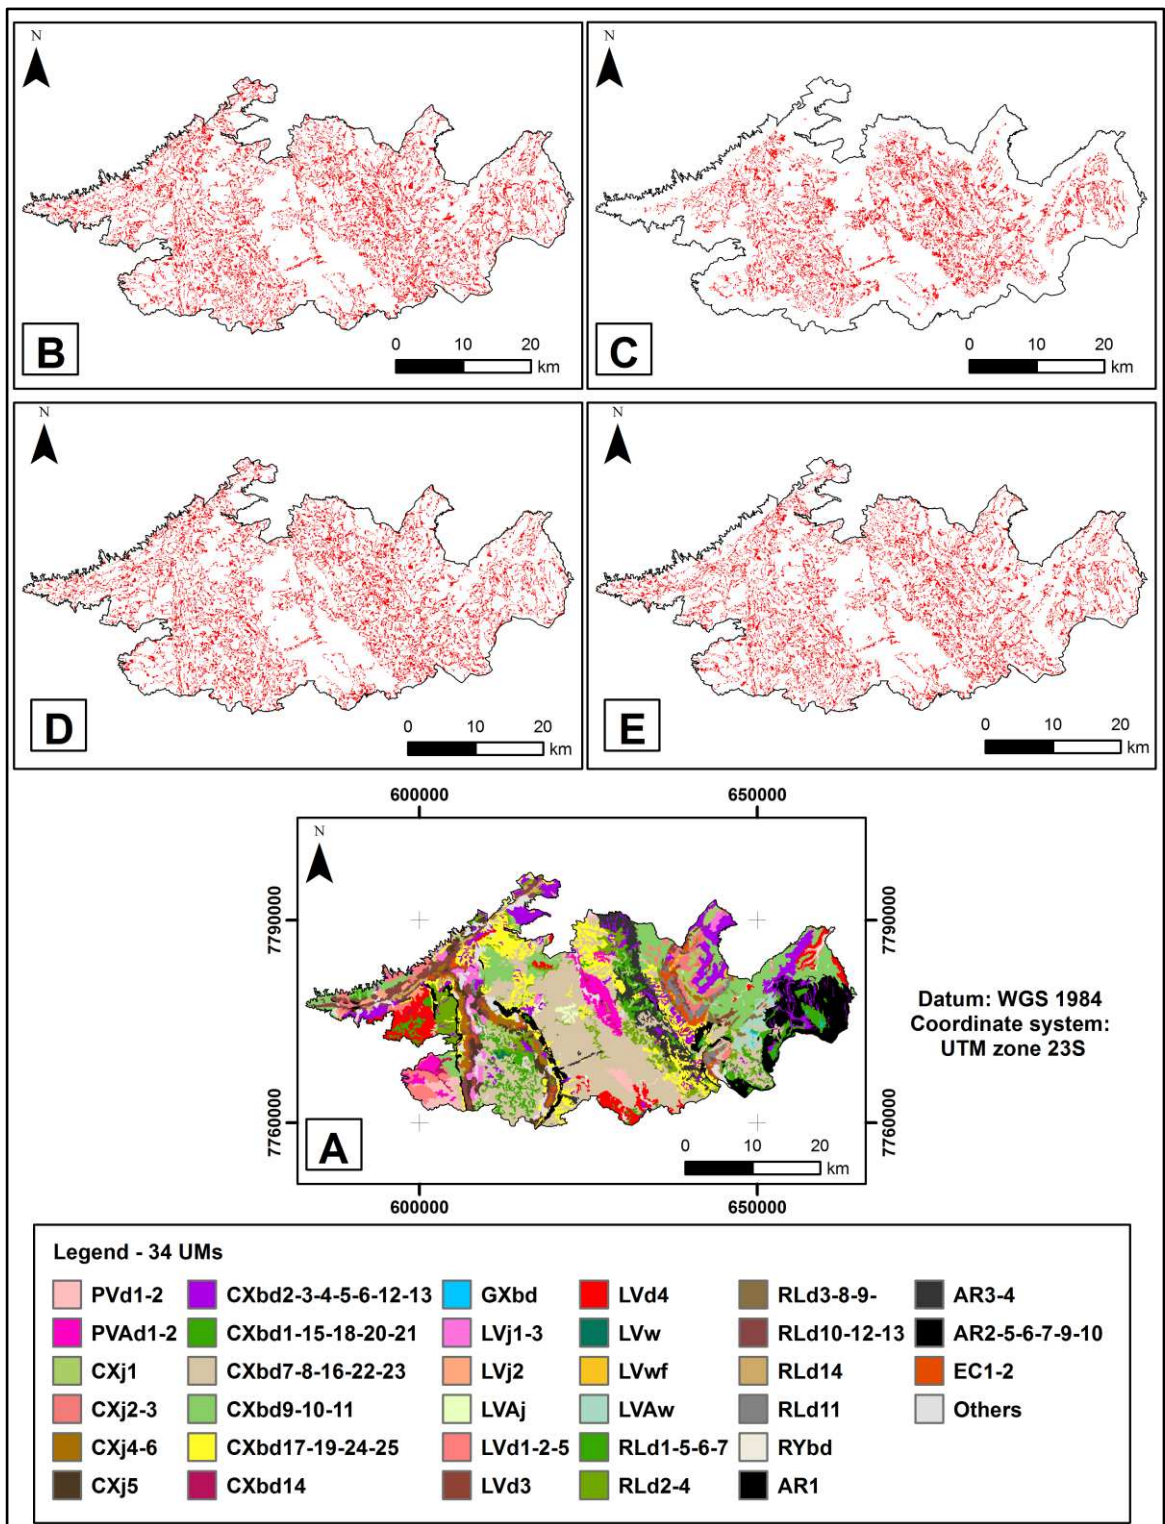 N
N
B
0 10 20
km
C
0 10 20
km
N
N
D
0 10 20
km
E
0 10 20
km
600000 650000
N
7790000 7790000
7760000 7760000
A
0 10 20
km
600000 650000
Datum: WGS 1984
Coordinate system:
UTM zone 23S
Legend - 34 UMs
PVd1-2 CXbd2-3-4-5-6-12-13 GXbd LVd4 RLd3-8-9- AR3-4
PVAd1-2 CXbd1-15-18-20-21 LVj1-3 LVw RLd10-12-13 AR2-5-6-7-9-10
CXj1 CXbd7-8-16-22-23 LVj2 LVwf RLd14 EC1-2
CXj2-3 CXbd9-10-11 LVAj LVAw RLd11 Others
CXj4-6 CXbd17-19-24-25 LVd1-2-5 RLd1-5-6-7 RYbd
CXj5 CXbd14 LVd3 RLd2-4 AR1